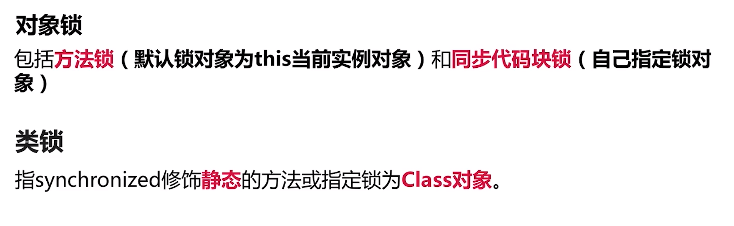 对象锁
包括方法锁（默认锁对象为this当前实例对象）和同步代码块锁（自己指定锁对
象）
类锁
指synchronized修饰静态的方法或指定锁为Class对象。